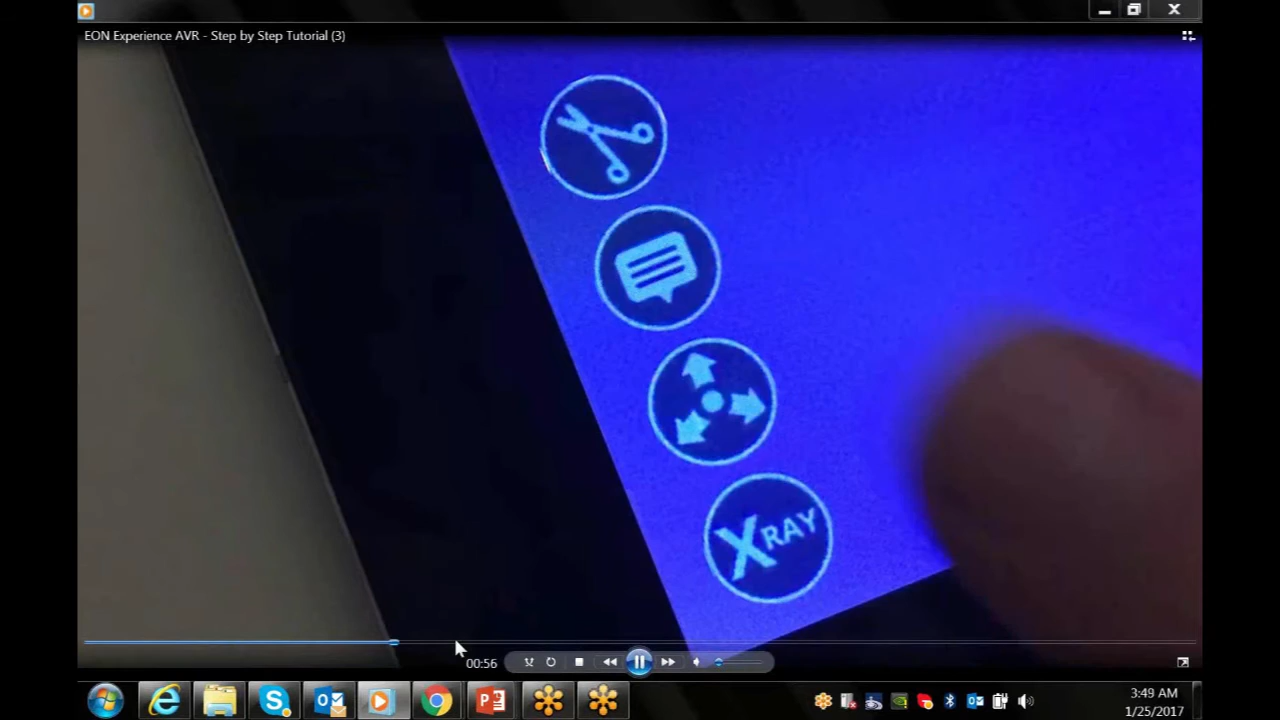 EON Experience AVR - Step by Step Tutorial (3)
XRAY
00:56
3:49 AM
1/25/2017